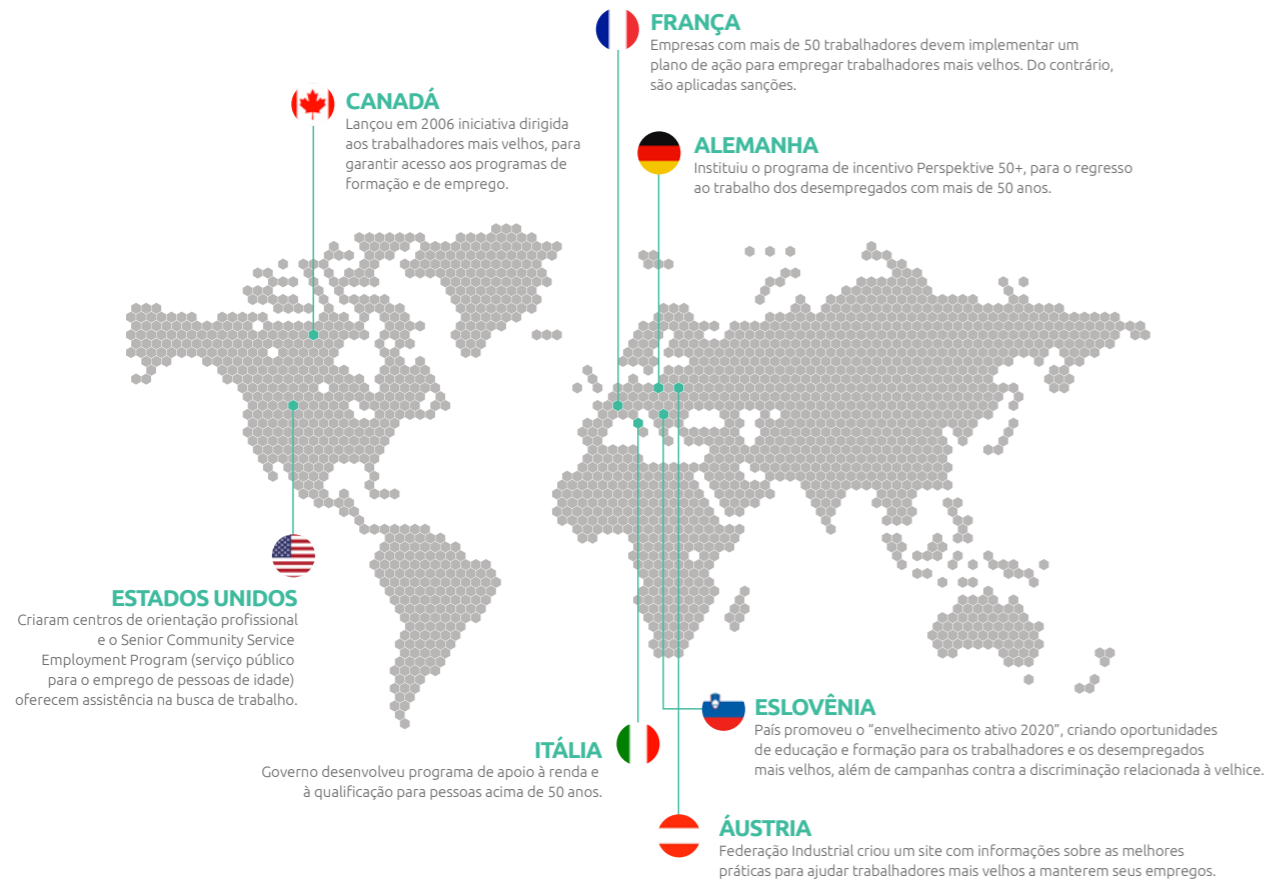 FRANÇA
Empresas com mais de 50 trabalhadores devem implementar um
plano de ação para empregar trabalhadores mais velhos. Do contrário,
são aplicadas sanções.
CANADÁ
Lançou em 2006 iniciativa dirigida
aos trabalhadores mais velhos, para
garantir acesso aos programas de
formação e de emprego.
ALEMANHA
Instituiu o programa de incentivo Perspektive 50+, para o regresso
ao trabalho dos desempregados com mais de 50 anos.
ESTADOS UNIDOS
Criaram centros de orientação profissional
e o Senior Community Service
Employment Program (serviço público
para o emprego de pessoas de idade)
oferecem assistência na busca de trabalho.
ESLOVÊNIA
País promoveu o “envelhecimento ativo 2020”, criando oportunidades
de educação e formação para os trabalhadores e os desempregados
mais velhos, além de campanhas contra a discriminação relacionada à velhice.
ITÁLIA
Governo desenvolveu programa de apoio à renda e
à qualificação para pessoas acima de 50 anos.
ÁUSTRIA
Federação Industrial criou um site com informações sobre as melhores
práticas para ajudar trabalhadores mais velhos a manterem seus empregos.